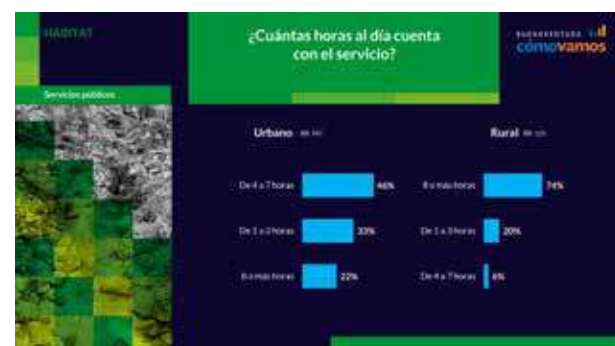 HÁBITAT
¿Cuántas horas al día cuenta
con el servicio?
BUENAVENTURA
cómovamos
Servicios públicos
Urbano
Rural
De 4 a 7 horas
De 1 a 3 horas 33%
8 o más horas 22%
8 o más horas 74%
De 1 a 3 horas 20%
De 4 a 7 horas 6%